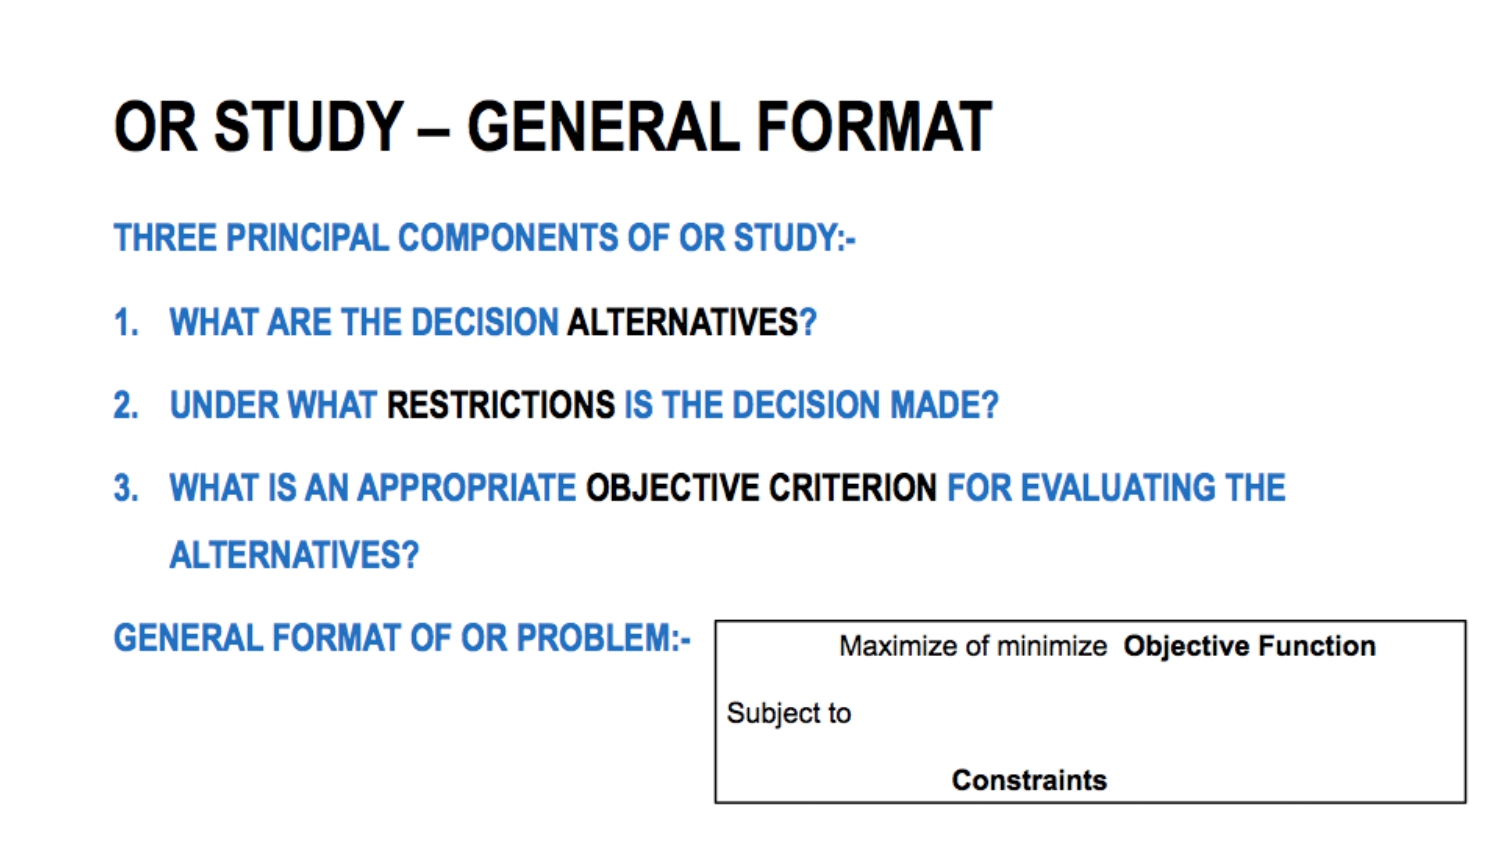 OR STUDY – GENERAL FORMAT
THREE PRINCIPAL COMPONENTS OF OR STUDY:-
1. WHAT ARE THE DECISION ALTERNATIVES?
2. UNDER WHAT RESTRICTIONS IS THE DECISION MADE?
3. WHAT IS AN APPROPRIATE OBJECTIVE CRITERION FOR EVALUATING THE
ALTERNATIVES?
GENERAL FORMAT OF OR PROBLEM:-
Maximize of minimize Objective Function
Subject to
Constraints